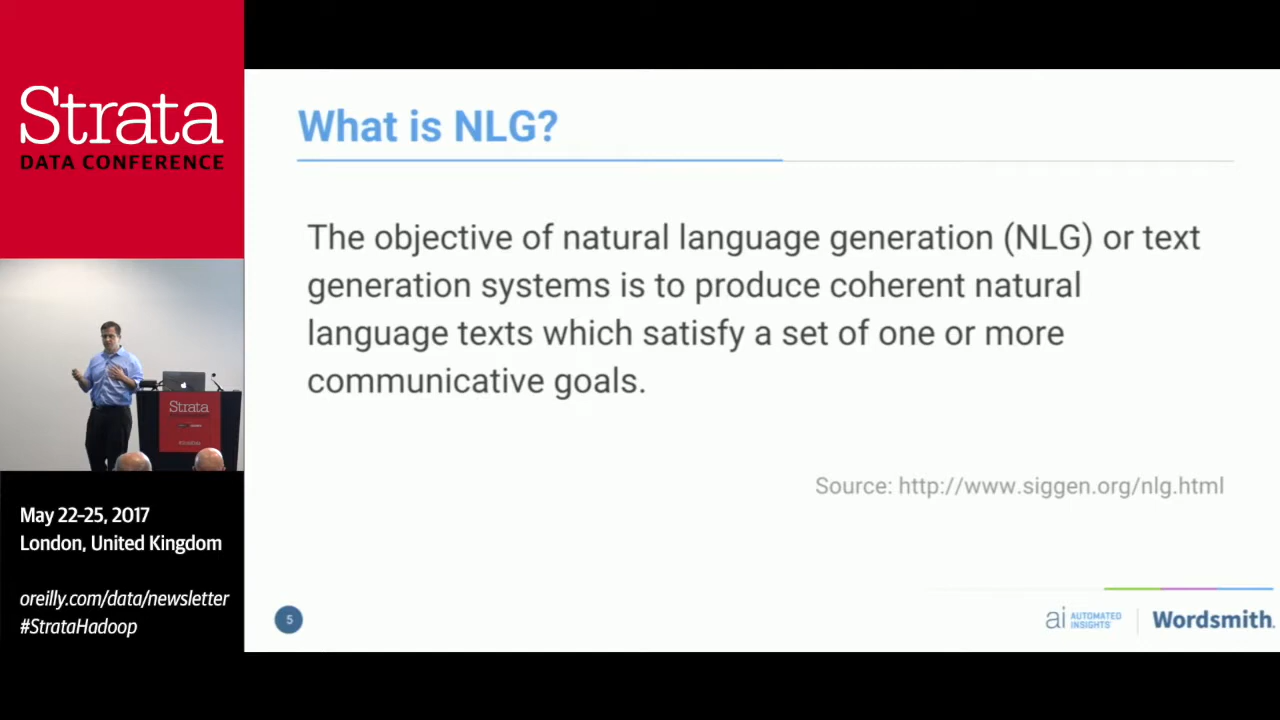 Strata
DATA CONFERENCE
What is NLG?
The objective of natural language generation (NLG) or text
generation systems is to produce coherent natural
language texts which satisfy a set of one or more
communicative goals.
Source: http://www.siggen.org/nlg.html
Strata
May 22-25, 2017
London, United Kingdom
oreilly.com/data/newsletter
#StrataHadoop
5
ai AUTOMATED
INSIGHTS
Wordsmith.